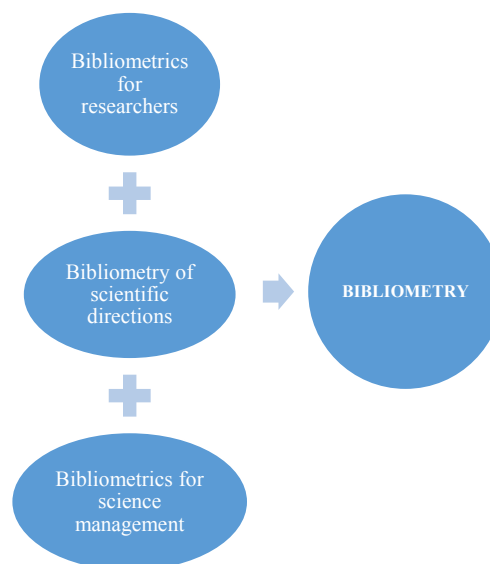 Bibliometrics
for
researchers
Bibliometry of
scientific
directions
BIBLIOMETRY
Bibliometrics for
science
management